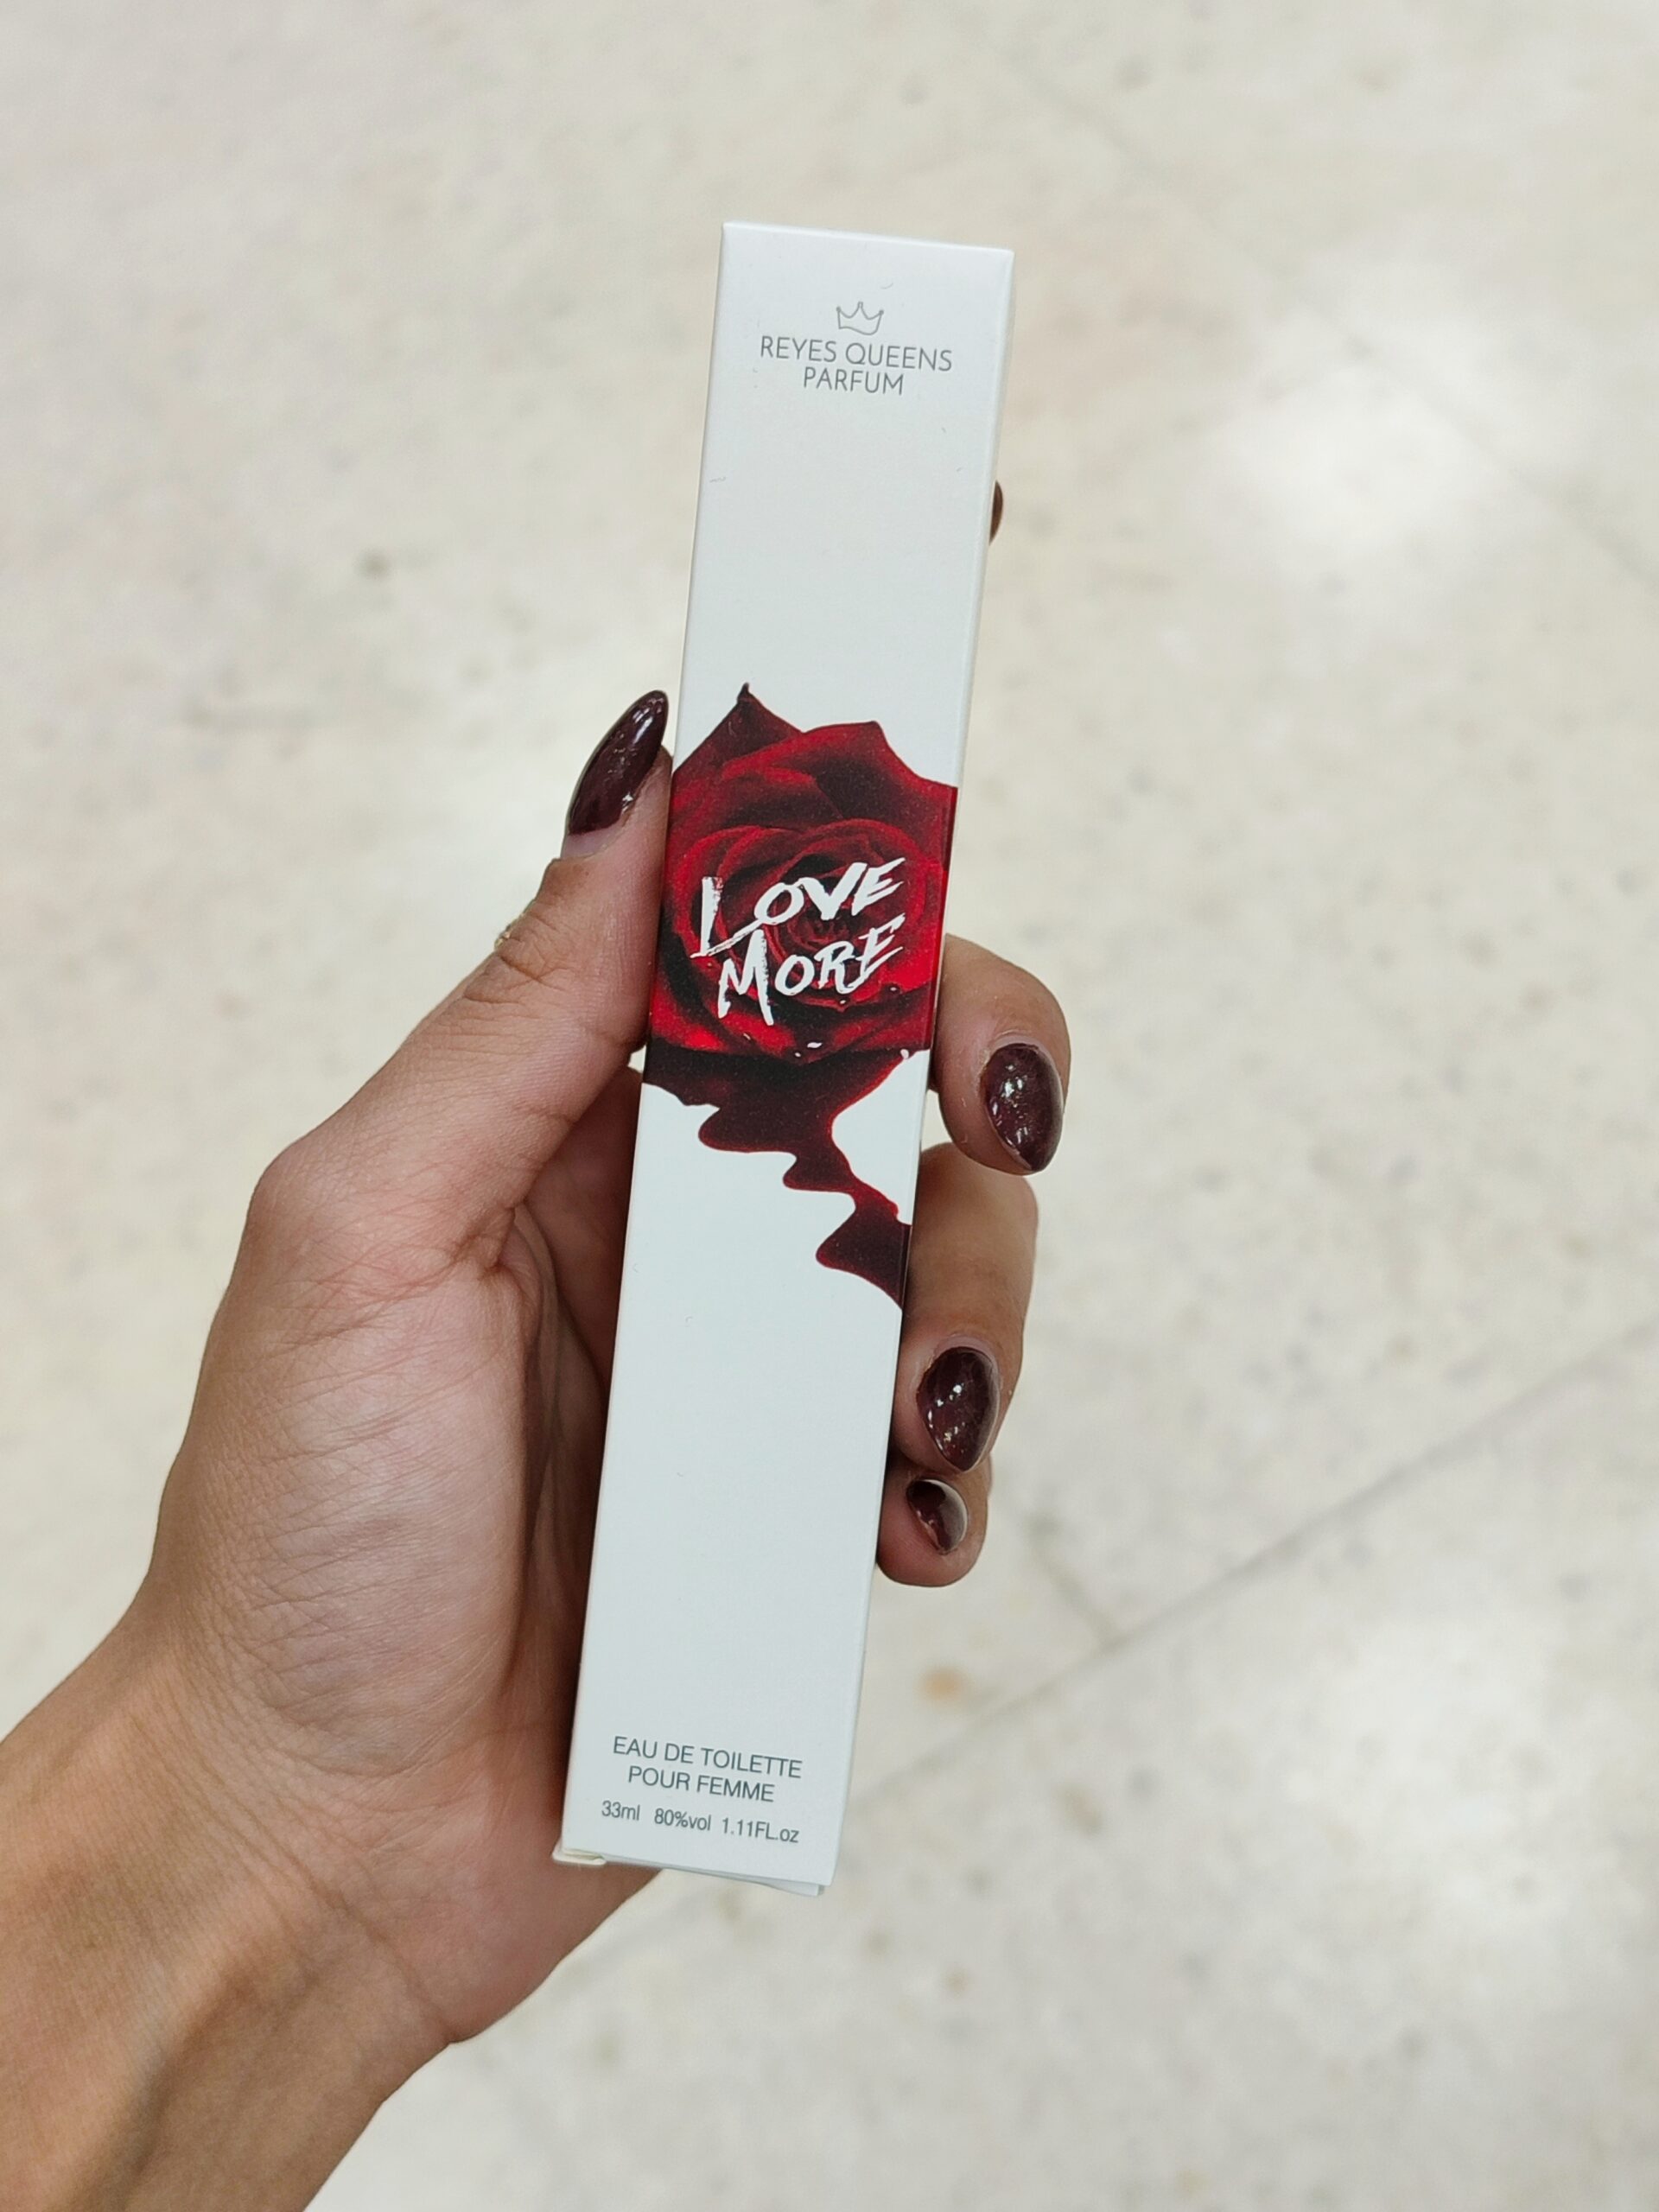 REYES QUEENS
PARFUM
LOVE
MORE
EAU DE TOILETTE
POUR FEMME
33ml 80%vol 1.11FL.oz